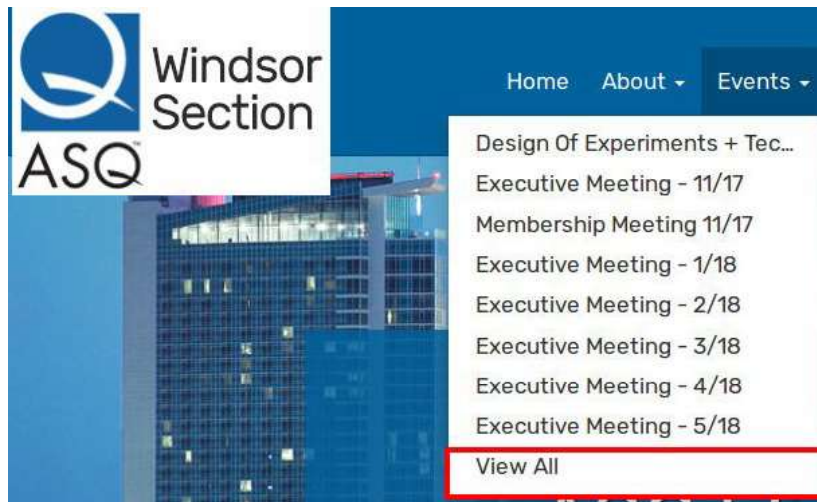 Windsor
Section
ASQ™
Home About Events
Design Of Experiments + Tec...
Executive Meeting - 11/17
Membership Meeting 11/17
Executive Meeting - 1/18
Executive Meeting - 2/18
Executive Meeting - 3/18
Executive Meeting - 4/18
Executive Meeting - 5/18
View All